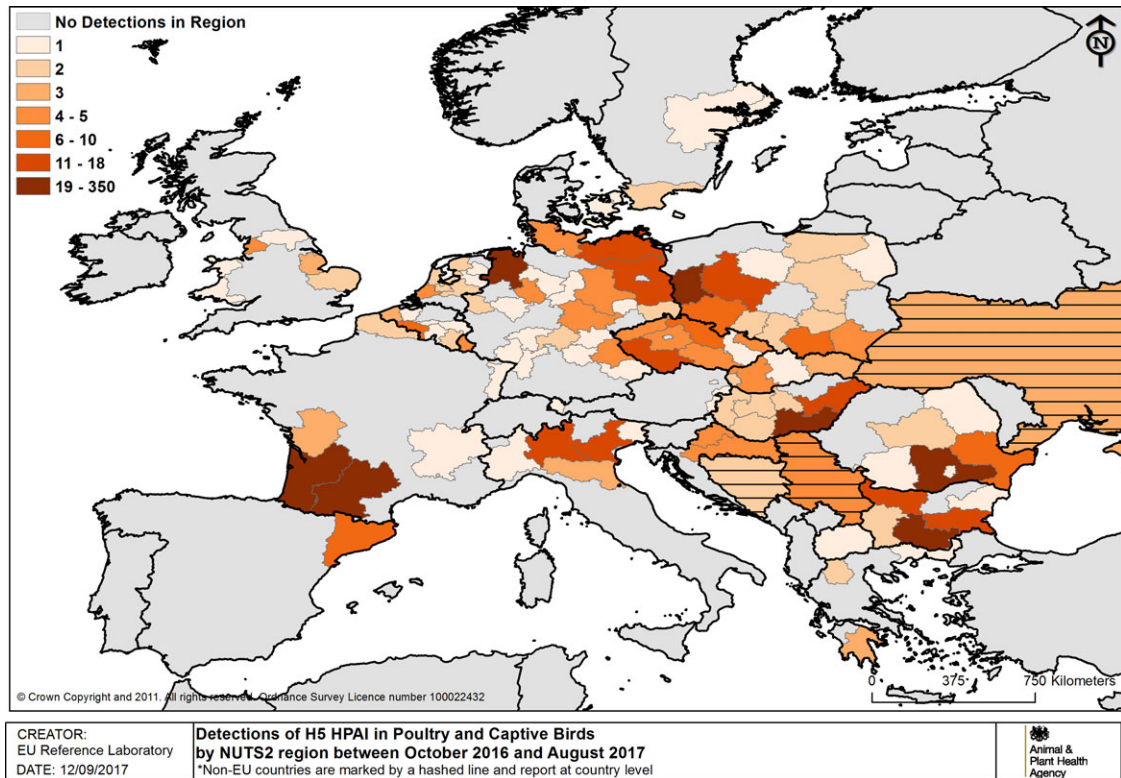 No Detections in Region
1
2
3
4 - 5
6 - 10
11 - 18
19 - 350
N
© Crown Copyright and 2011. All rights reserved. Ordnance Survey Licence number 100022432
0 375 750 Kilometers
CREATOR:
EU Reference Laboratory
DATE: 12/09/2017
Detections of H5 HPAI in Poultry and Captive Birds
by NUTS2 region between October 2016 and August 2017
*Non-EU countries are marked by a hashed line and report at country level
Animal &
Plant Health
Agency